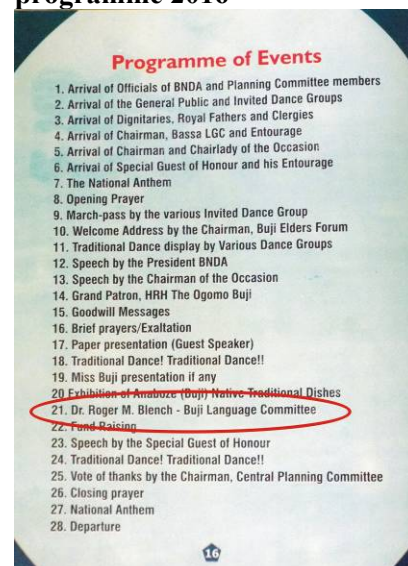 programme 2016
Programme of Events
1. Arrival of Officials of BNDA and Planning Committee members
2. Arrival of the General Public and Invited Dance Groups
3. Arrival of Dignitaries, Royal Fathers and Clergies
4. Arrival of Chairman, Bassa LGC and Entourage
5. Arrival of Chairman and Chairlady of the Occasion
6. Arrival of Special Guest of Honour and his Entourage
7. The National Anthem
8. Opening Prayer
9. March-pass by the various Invited Dance Group
10. Welcome Address by the Chairman, Buji Elders Forum
11. Traditional Dance display by Various Dance Groups
12. Speech by the President BNDA
13. Speech by the Chairman of the Occasion
14. Grand Patron, HRH The Ogomo Buji
15. Goodwill Messages
16. Brief prayers/Exaltation
17. Paper presentation (Guest Speaker)
18. Traditional Dance! Traditional Dance!!
19. Miss Buji presentation if any
20 Exhibition of Anaboze (Buji) Native Traditional Dishes
21. Dr. Roger M. Blench - Buji Language Committee
22. Fund Raising
23. Speech by the Special Guest of Honour
24. Traditional Dance! Traditional Dance!!
25. Vote of thanks by the Chairman, Central Planning Committee
26. Closing prayer
27. National Anthem
28. Departure
16